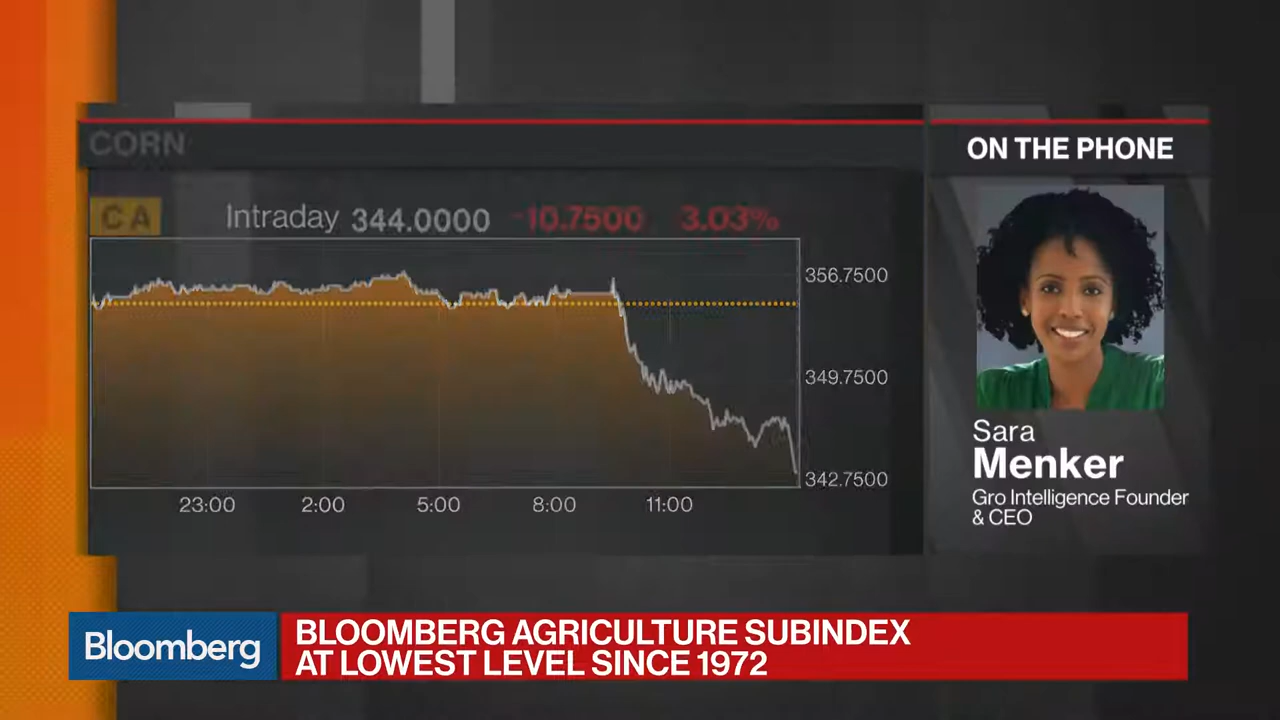 CORN
ON THE PHONE
CA Intraday 344.0000 -10.7500 3.03%
356.7500
349.7500
342.7500
23:00 2:00 5:00 8:00 11:00
Sara
Menker
Gro Intelligence Founder
& CEO
Bloomberg
BLOOMBERG AGRICULTURE SUBINDEX
AT LOWEST LEVEL SINCE 1972